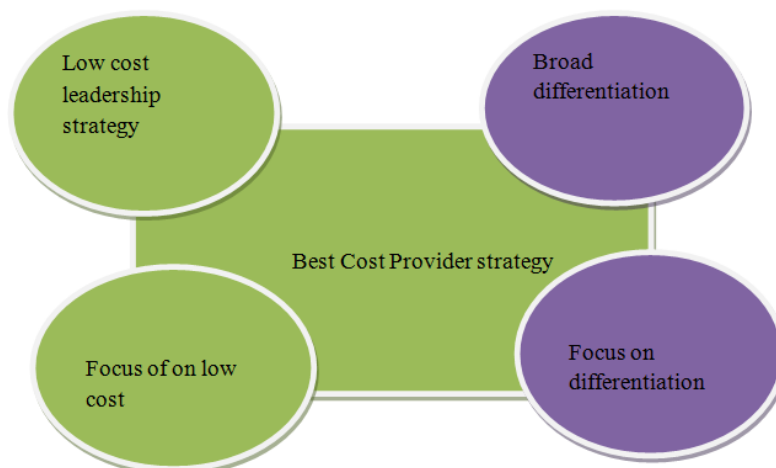 Low cost
leadership
strategy
Broad
differentiation
Best Cost Provider strategy
Focus of on low
cost
Focus on
differentiation